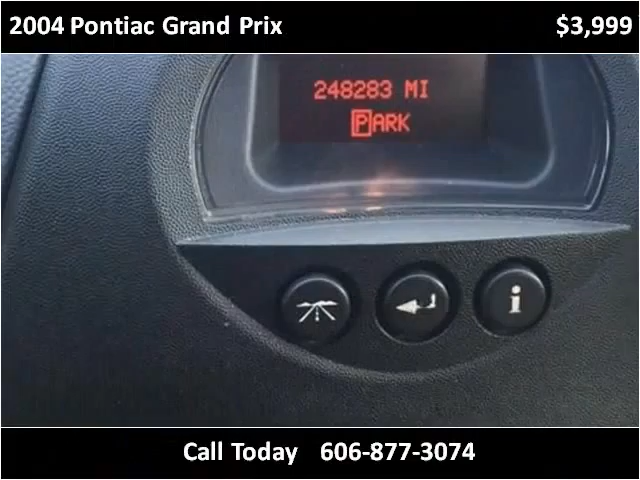 2004 Pontiac Grand Prix $3,999
248283 MI
PARK
i
Call Today 606-877-3074